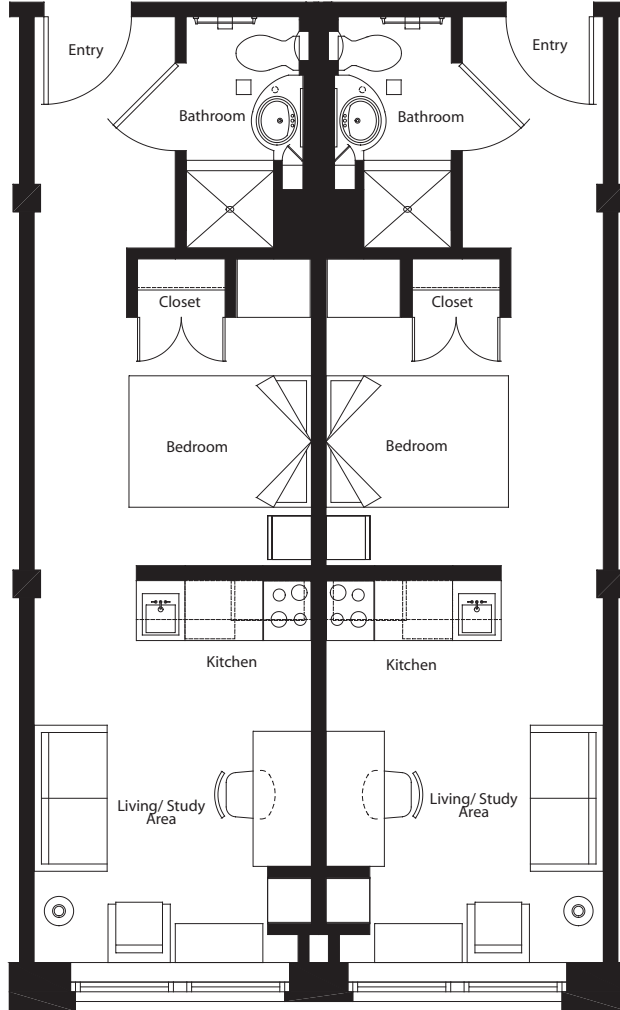 Entry
Entry
Bathroom
Bathroom
Closet
Closet
Bedroom
Bedroom
Kitchen
Kitchen
Living/ Study
Area
Living/ Study
Area